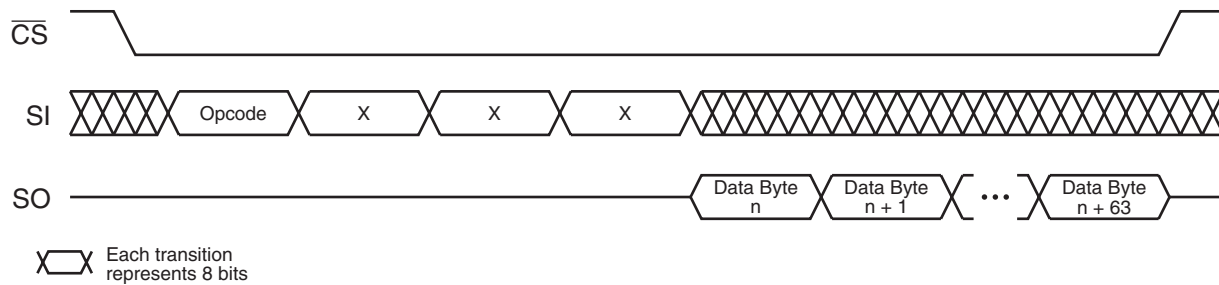 CS
SI
Opcode X X X
SO
Data Byte n
Data Byte n + 1
•••
Data Byte n + 63
Each transition
represents 8 bits